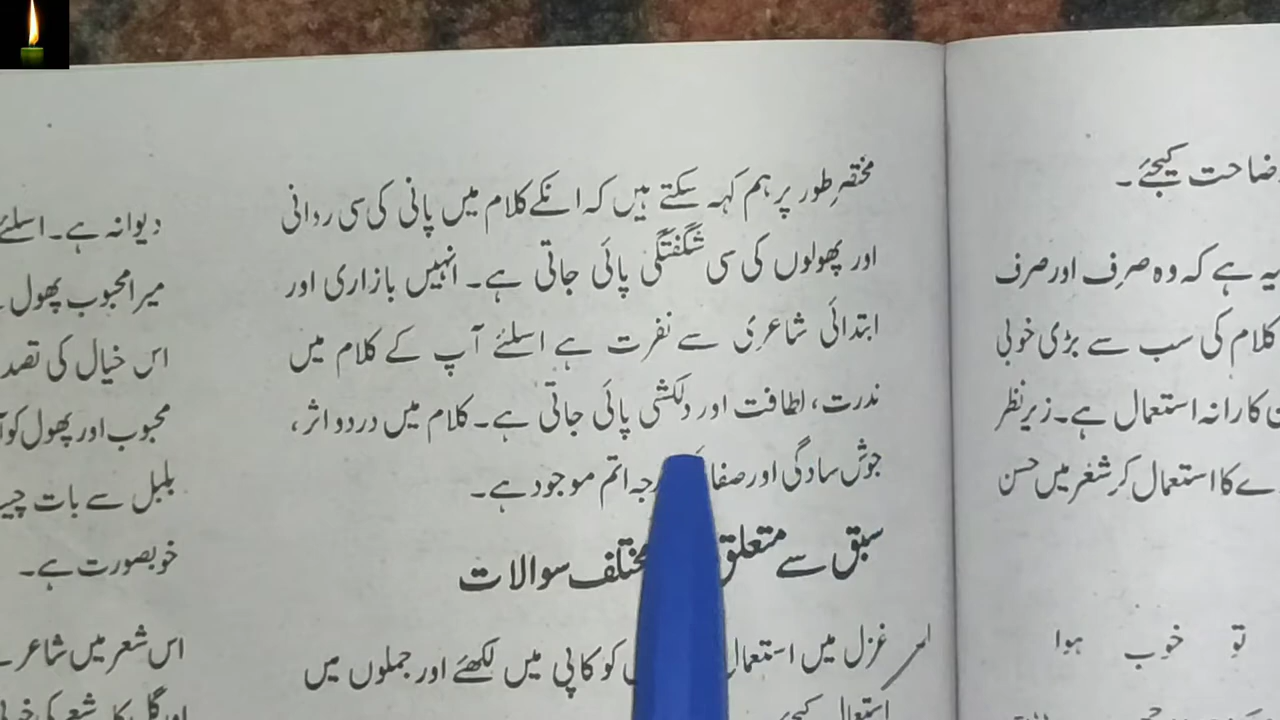 وضاحت کیجئے۔
یہ ہے کہ وہ صرف اور صرف
کلام کی سب سے بڑی خوبی
کارانہ استعمال ہے۔ زیر نظر
ے کا استعمال کر شعر میں حسن
تو خوب ہوا
مختصر طور پر ہم کہہ سکتے ہیں کہ انکے کلام میں پانی کی سی روانی
اور پھولوں کی سی شگفتگی پائی جاتی ہے۔ انہیں بازاری اور
ابتدائی شاعری سے نفرت ہے اسلئے آپ کے کلام میں
ندرت، لطافت اور دلکشی پائی جاتی ہے۔ کلام میں درد و اثر،
جوش سادگی اور صفا رجہ اتم موجود ہے۔
سبق سے متعلق مختلف سوالات
غزل میں استعمال کو کاپی میں لکھئے اور جملوں میں
استعمال کیجئے
دیوانہ ہے۔ اسلئے
میرا محبوب پھول
اس خیال کی تصد
محبوب اور پھول کو آ
بلبل سے بات چیت
خوبصورت ہے۔
اس شعر میں شاعر